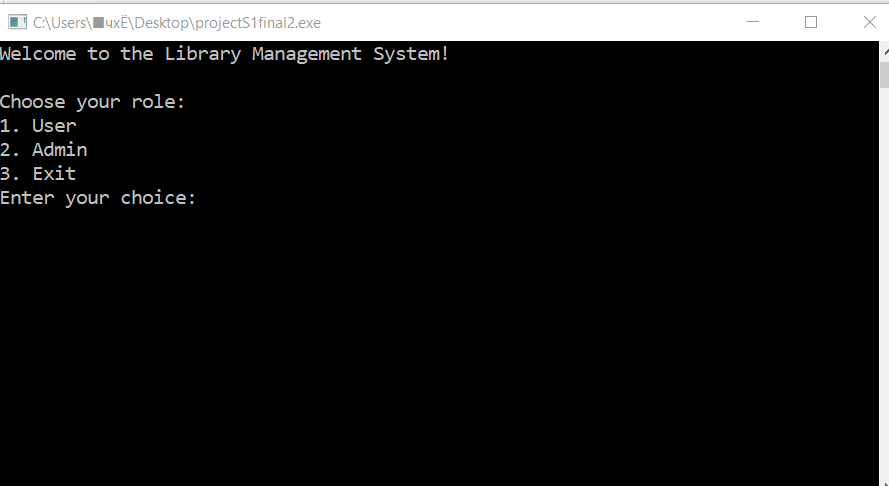 C:\Users\■чхЁ\Desktop\projectS1final2.exe
Welcome to the Library Management System!
Choose your role:
1. User
2. Admin
3. Exit
Enter your choice: